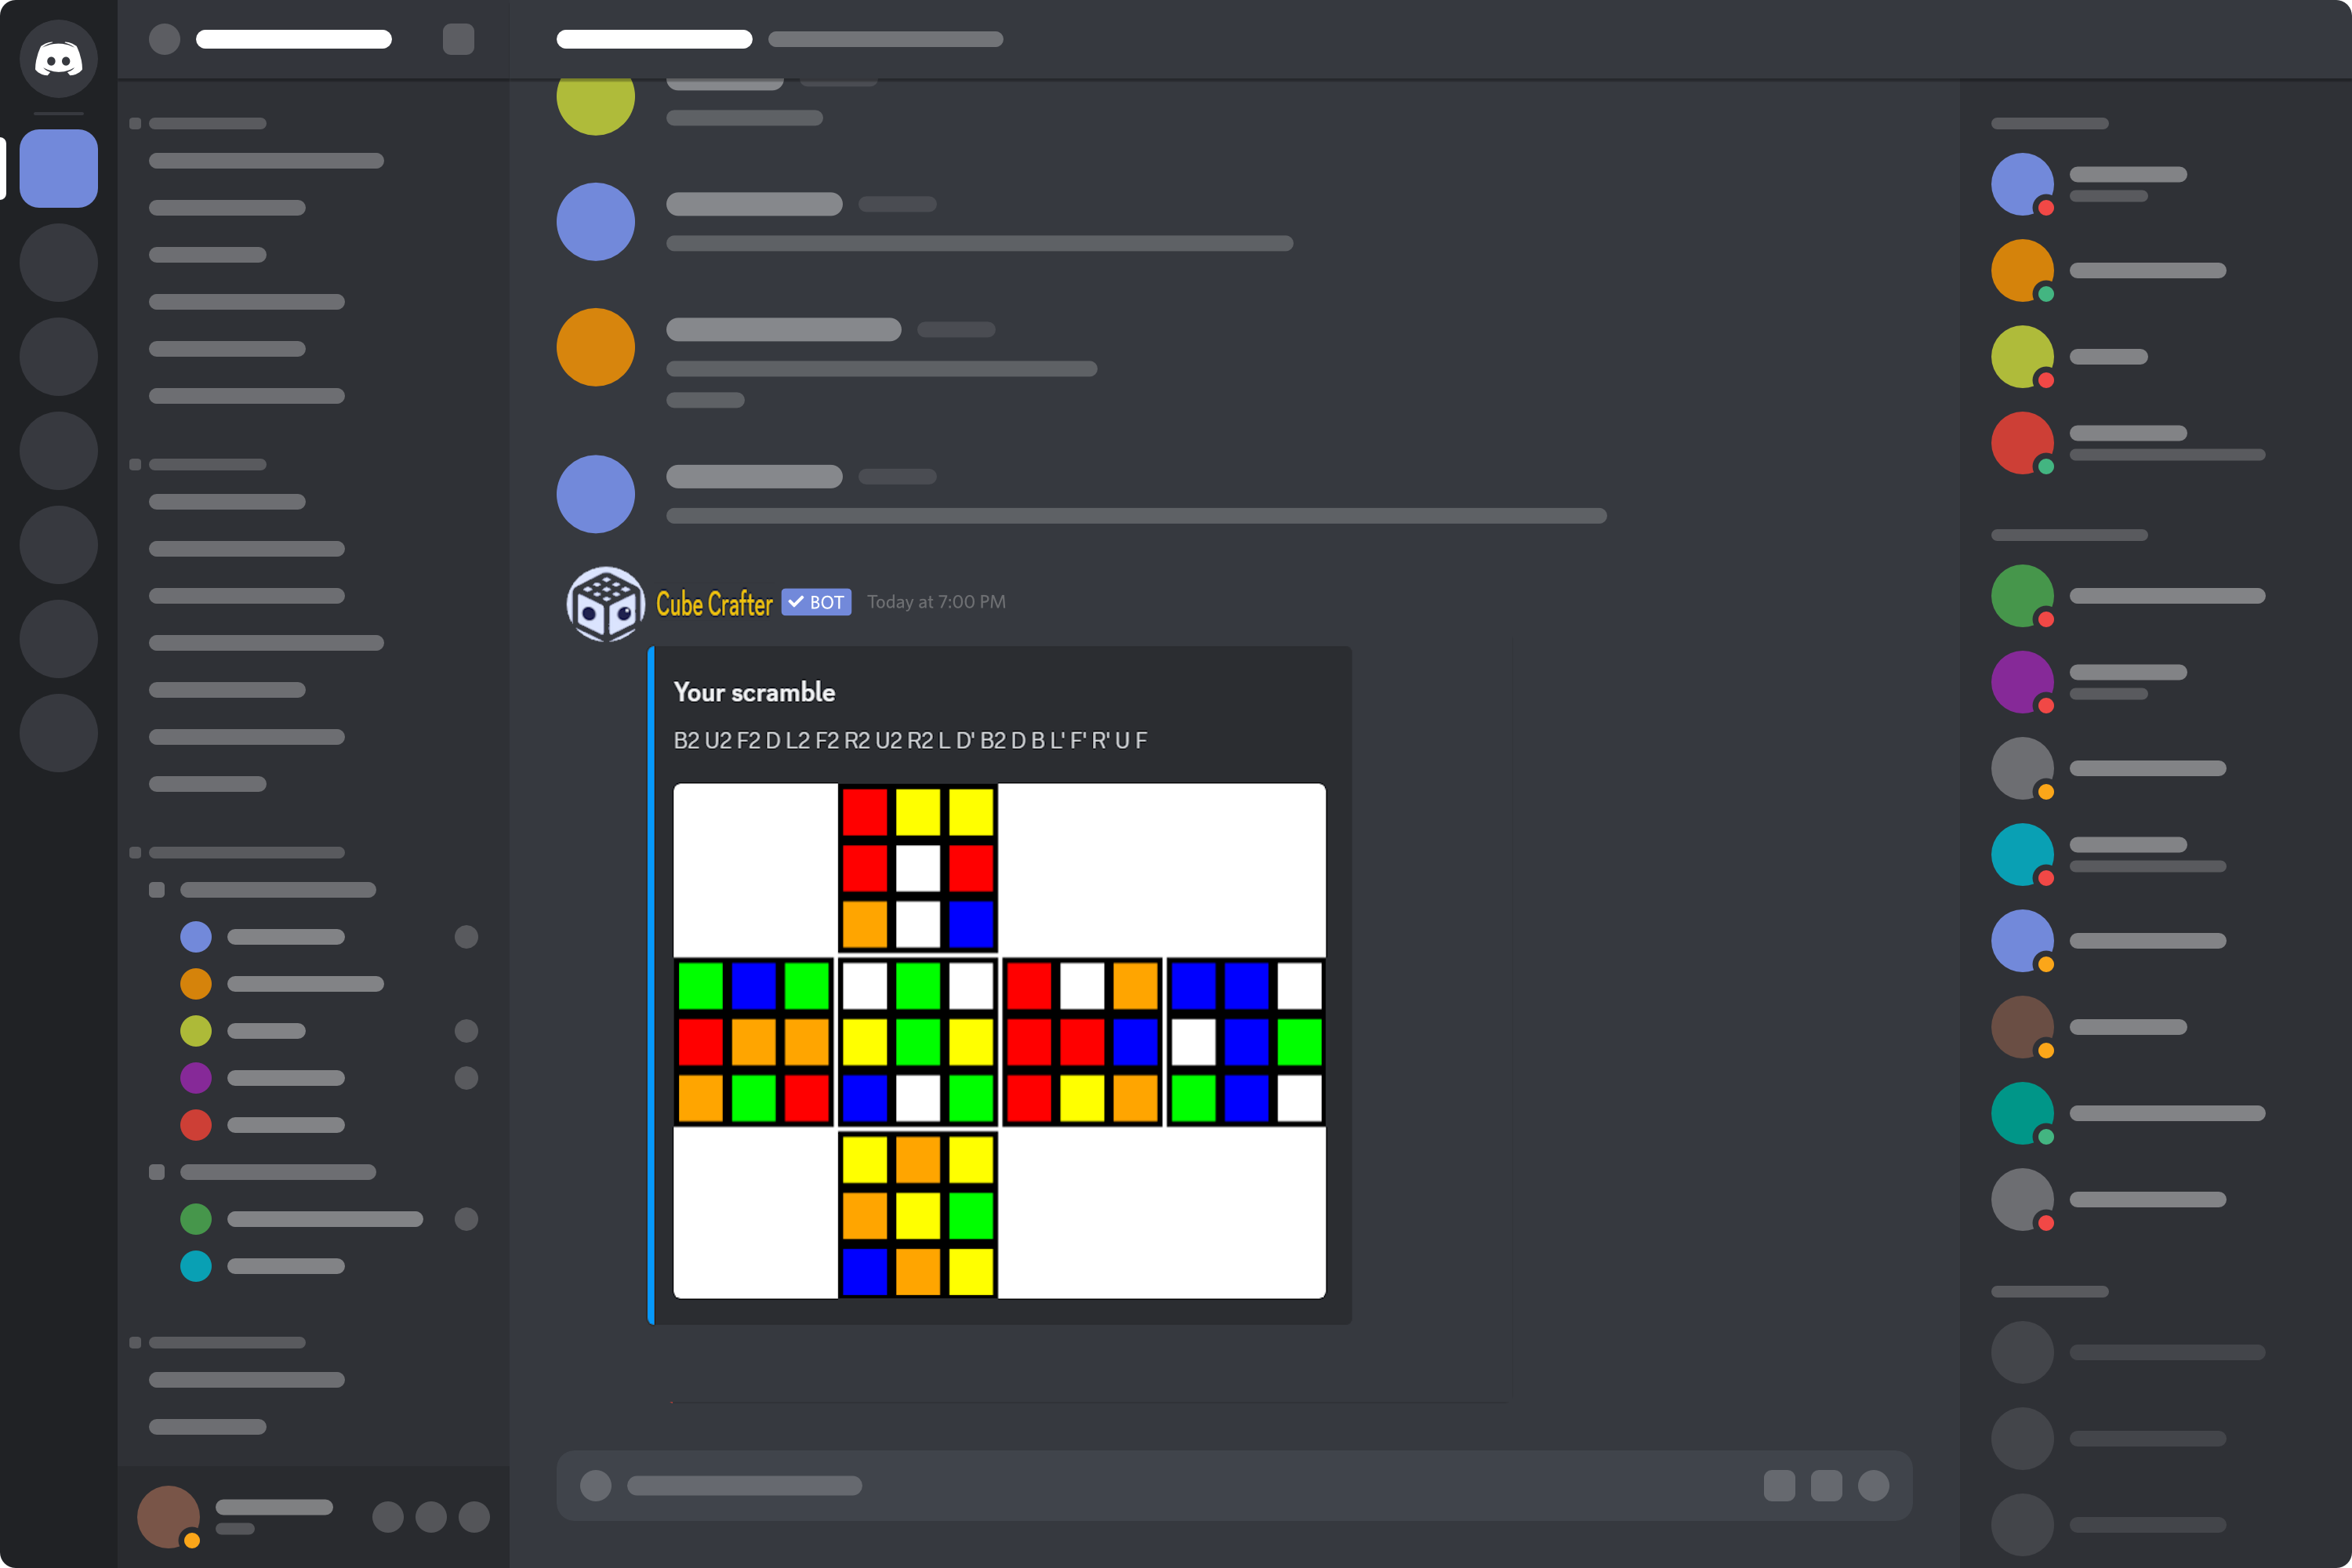 Cube Crafter BOT Today at 7:00 PM
Your scramble
B2 U2 F2 D L2 F2 R2 U2 R2 L D' B2 D B L' F' R' U F